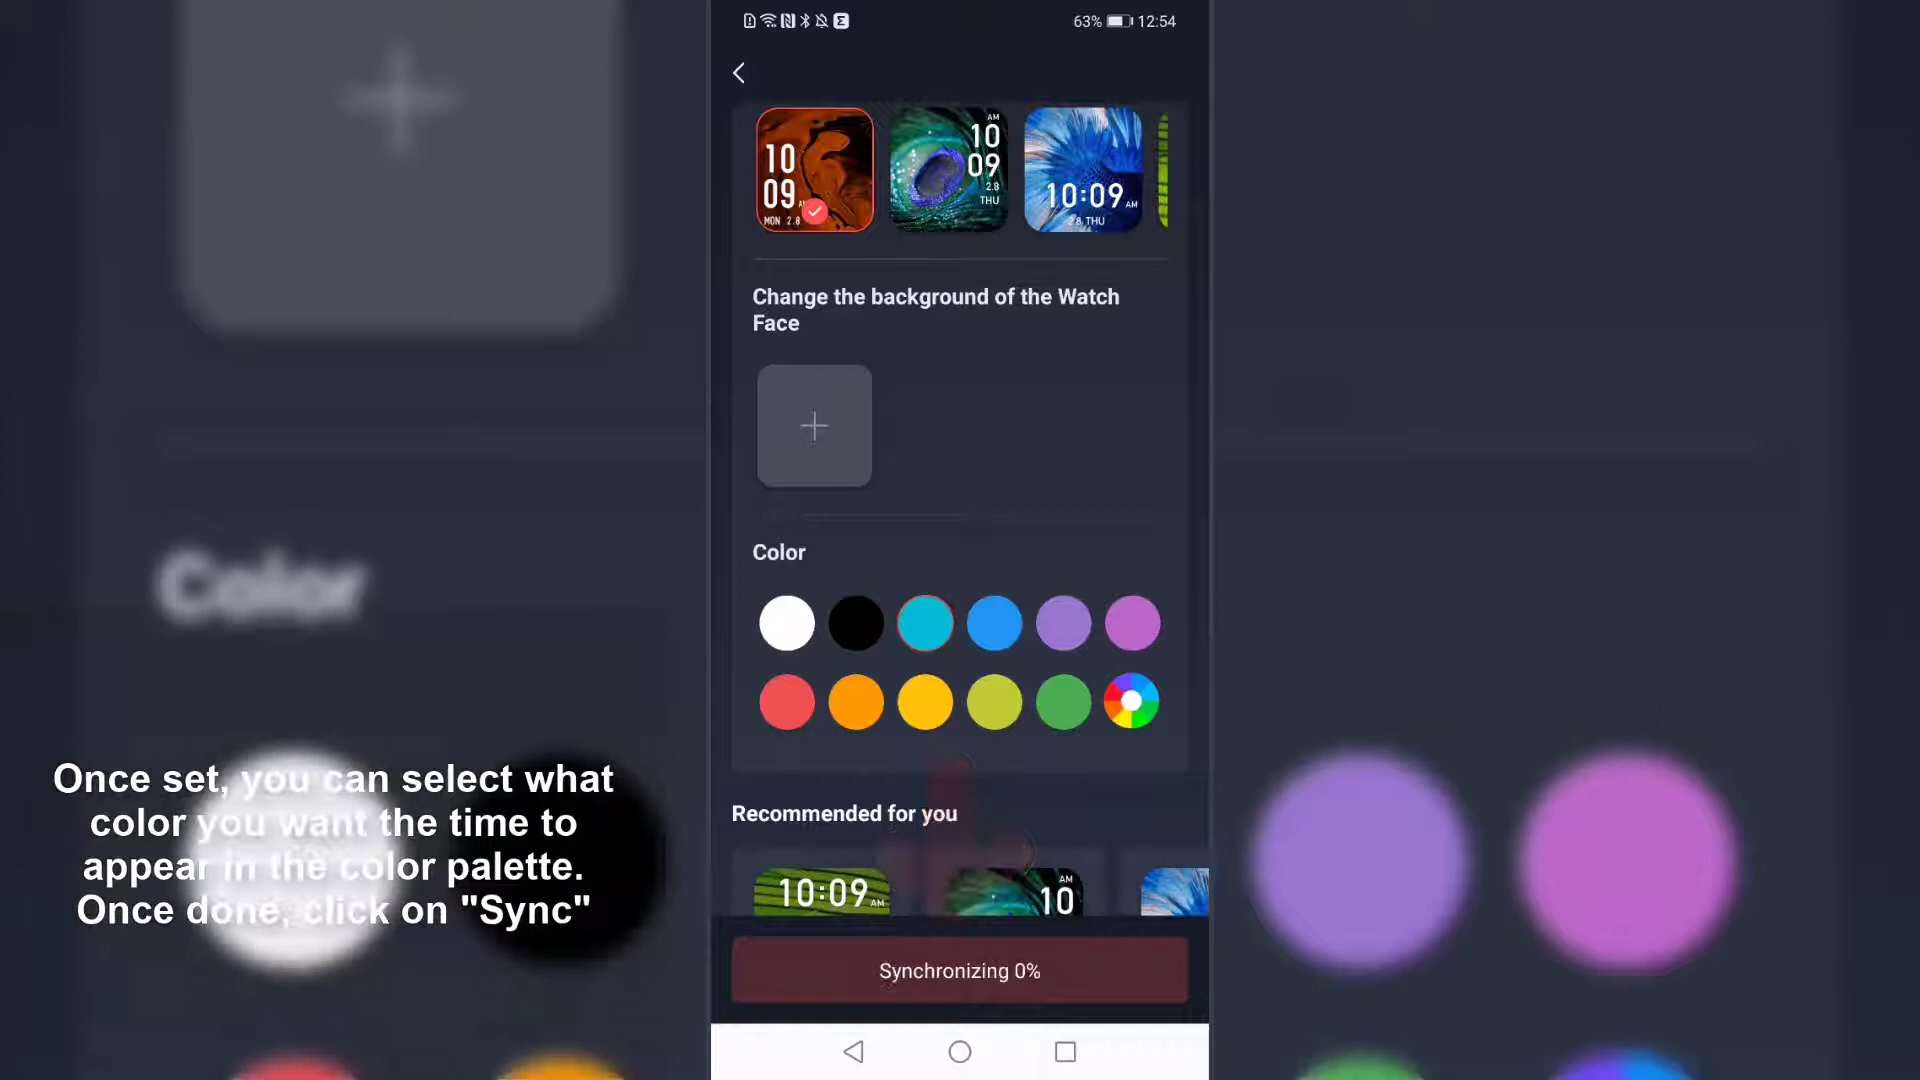 63% 12:54
10
09
MON 2.8
AM
10
09
2.8
THU
10:09 AM
2.8 THU
Change the background of the Watch
Face
Color
Color
Once set, you can select what
color you want the time to
appear in the color palette.
Once done, click on "Sync"
Recommended for you
10:09 AM
AM
10
Synchronizing 0%